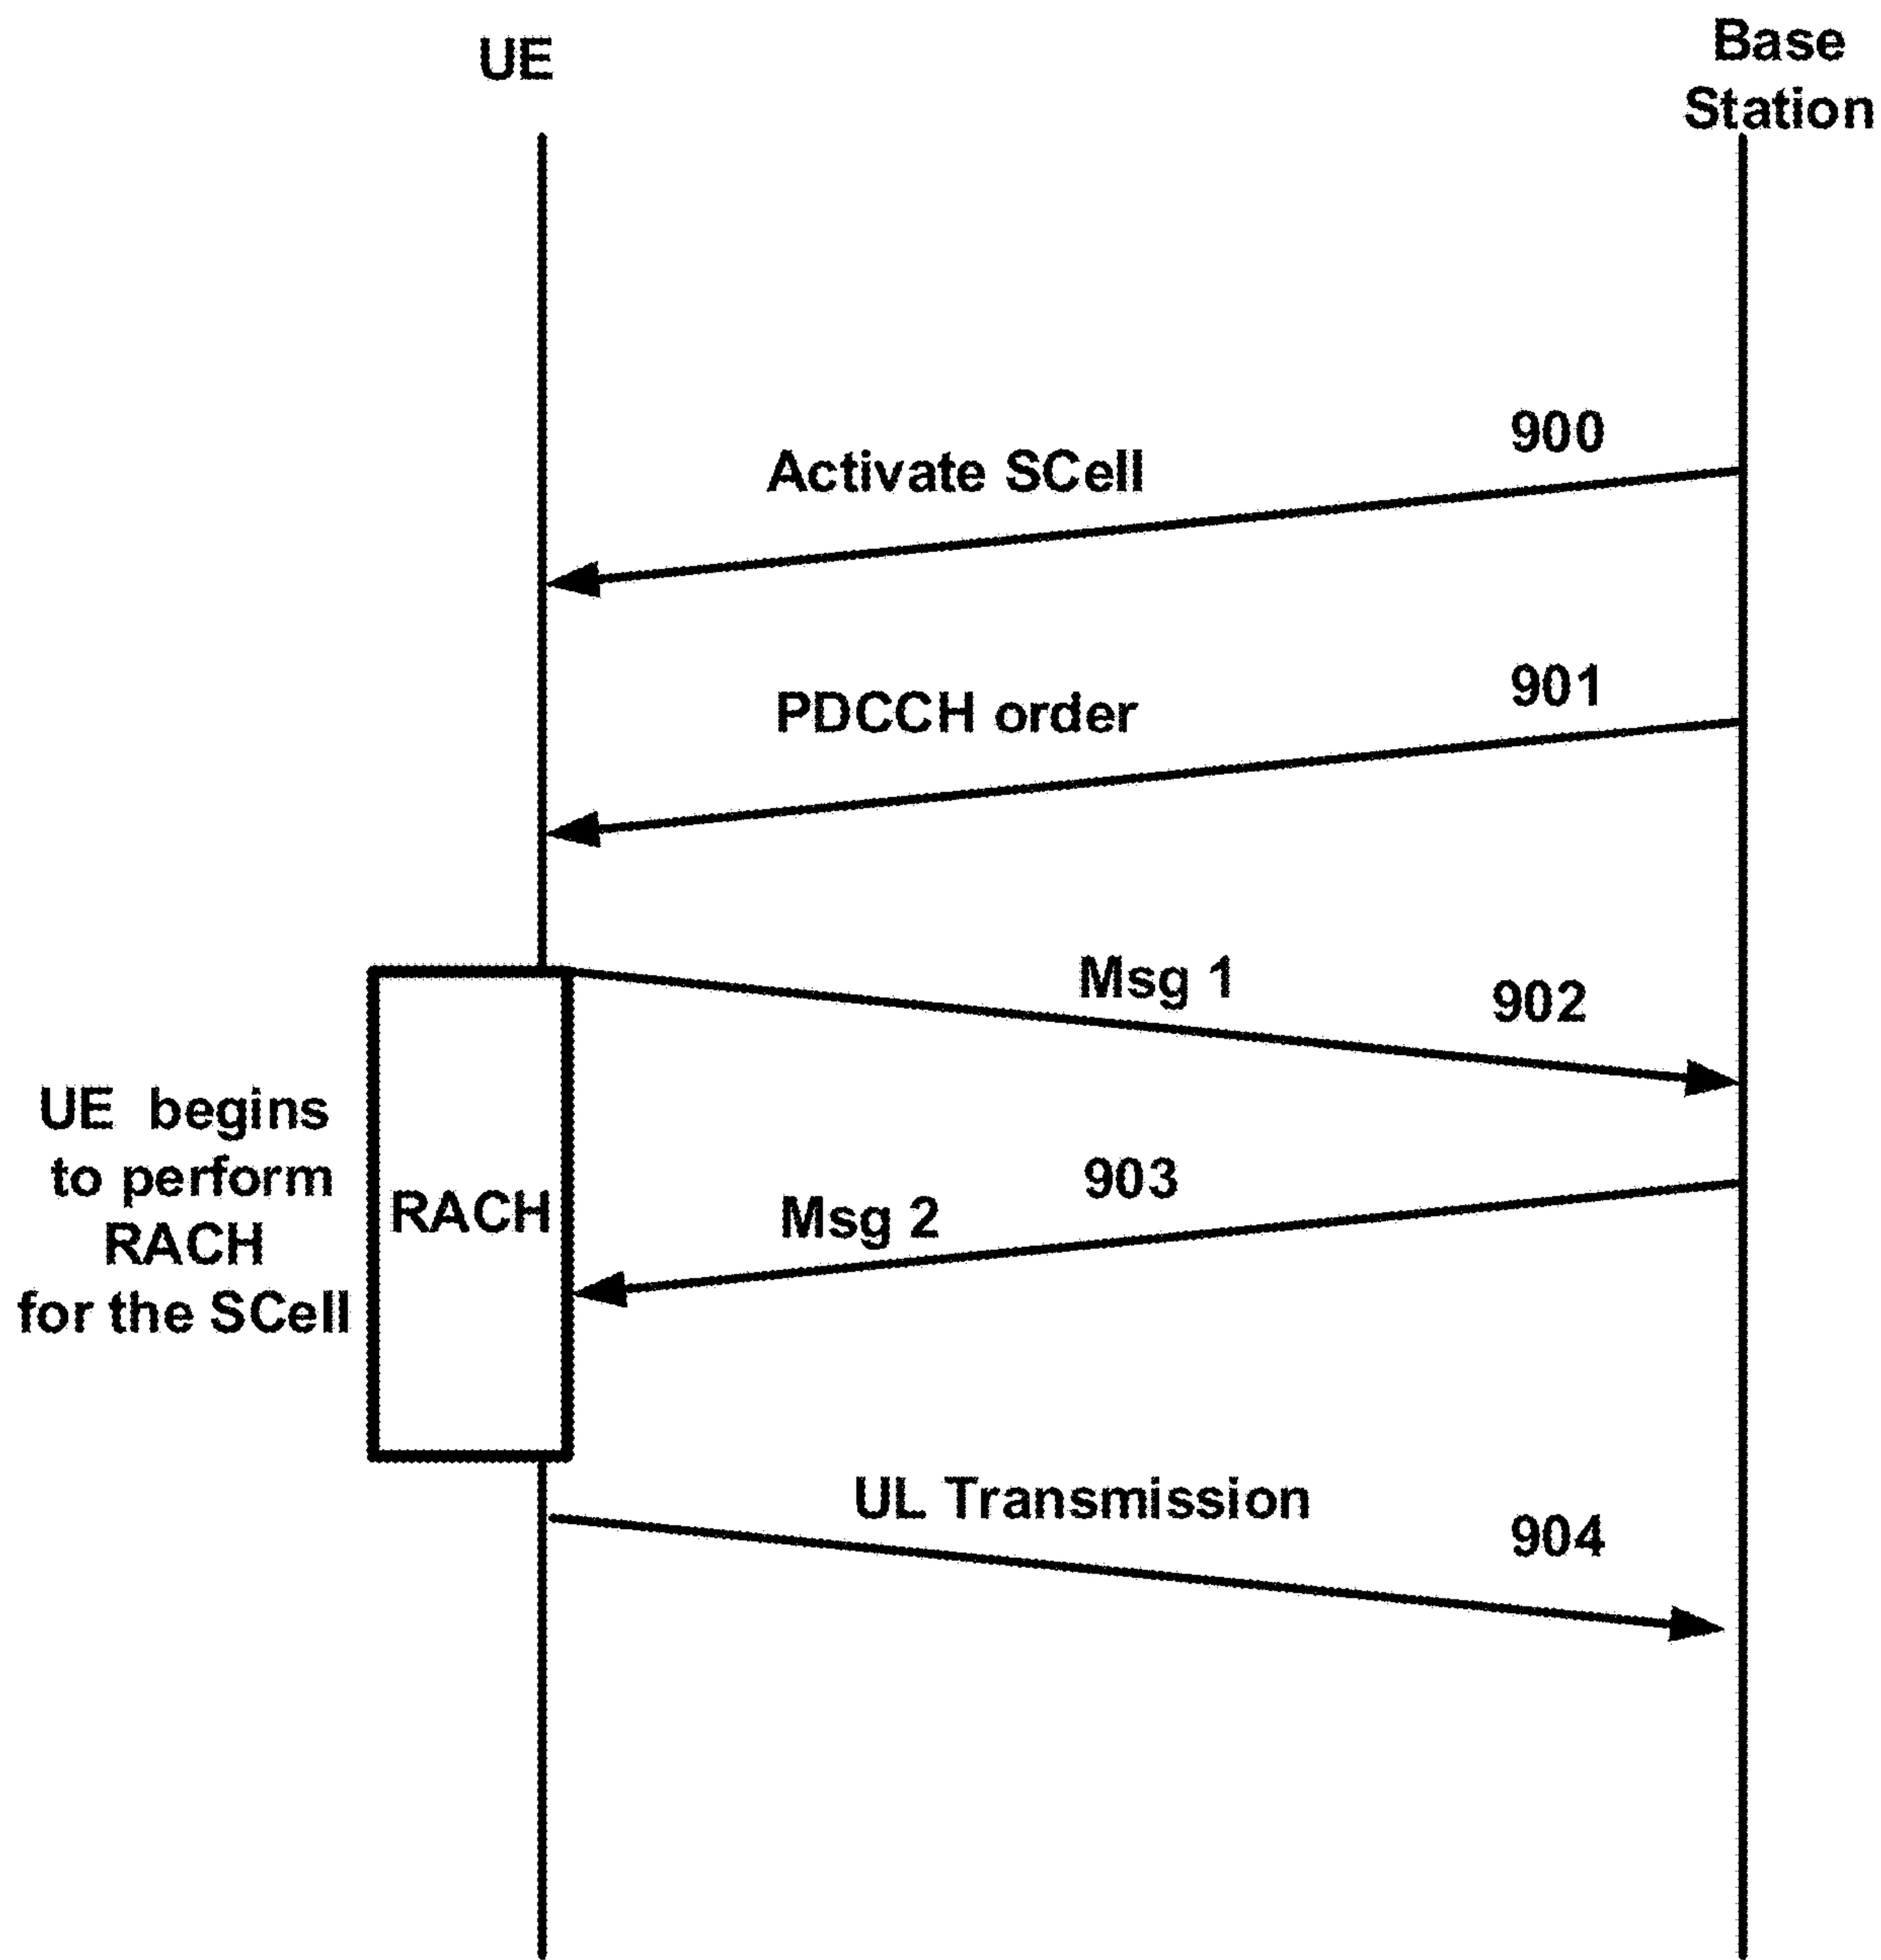 UE
Base
Station
900
Activate SCell
901
PDCCH order
Msg 1
902
UE begins
to perform
RACH
for the SCell
RACH
903
Msg 2
UL Transmission
904